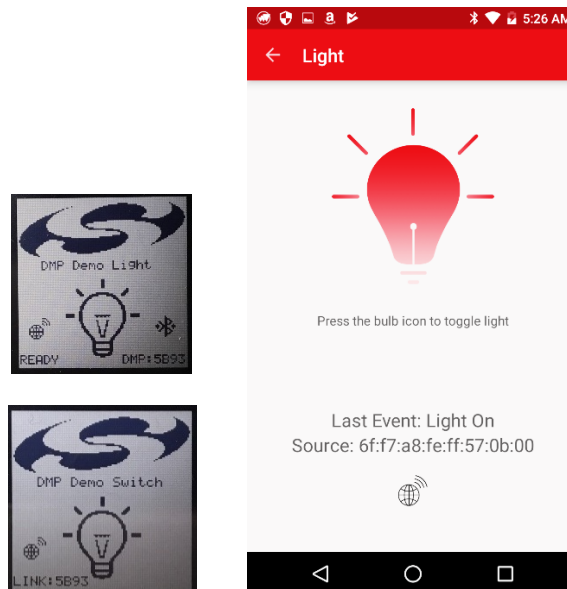 DMP Demo Light
READY DMP:5B93
DMP Demo Switch
LINK:5B93
5:26 AM
Light
Press the bulb icon to toggle light
Last Event: Light On
Source: 6f:f7:a8:fe:ff:57:0b:00